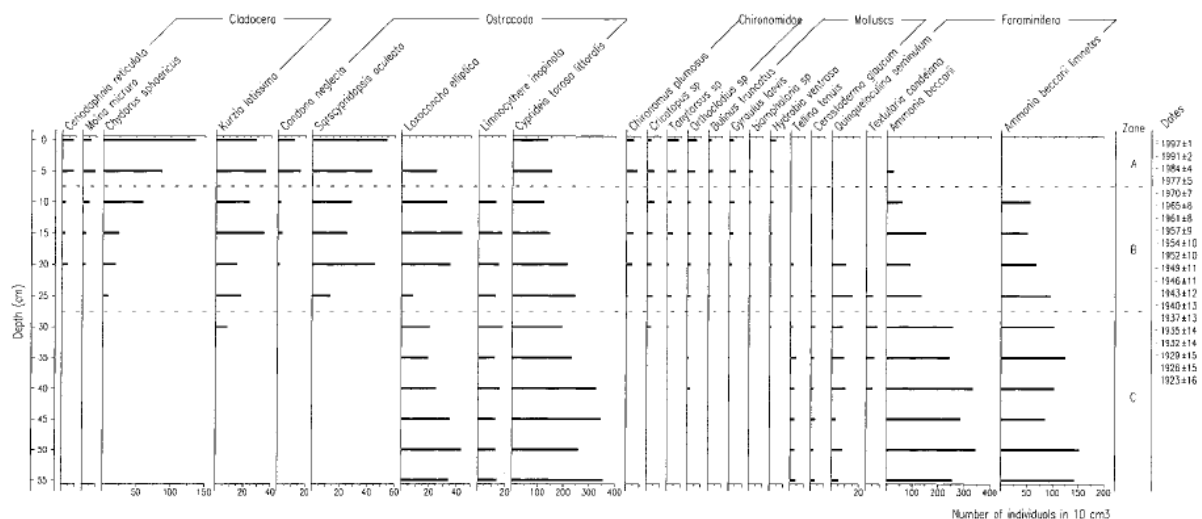 Cladocera
Ostracoda
Chironomidae
Molluscs
Foraminifera
Ceriodaphnia reticulata
Moina micrura
Chydorus sphaericus
Kurzia latissima
Candona neglecta
Sarscypridopsis aculeata
Loxoconcha elliptica
Limnocythere inopinata
Cyprideis torosa littoralis
Chironomus plumosus
Cricotopus sp
Tanytarsus sp
Orthocladius sp
Bulinus truncatus
Gyraulus laevis
biomphalaria sp
Hydrobia ventrosa
Tellina tenuis
Cerastoderma glaucum
Quinqueloculina seminulum
Textularia candeiana
Ammonia beccarii
Ammonia beccarii limnetes
Zone
Dates
Depth (cm)
0
5
10
15
20
25
30
35
40
45
50
55
A
B
C
1997±1
1991±2
1984±4
1977±5
1970±7
1965±8
1961±8
1957±9
1954±10
1952±10
1949±11
1946±11
1943±12
1940±13
1937±13
1935±14
1932±14
1929±15
1926±15
1923±16
50 100 150
20 40
20 40 60
20 40
20
100 200 300 400
20
100 200 300 400
50 100 150 200
Number of individuals in 10 cm3